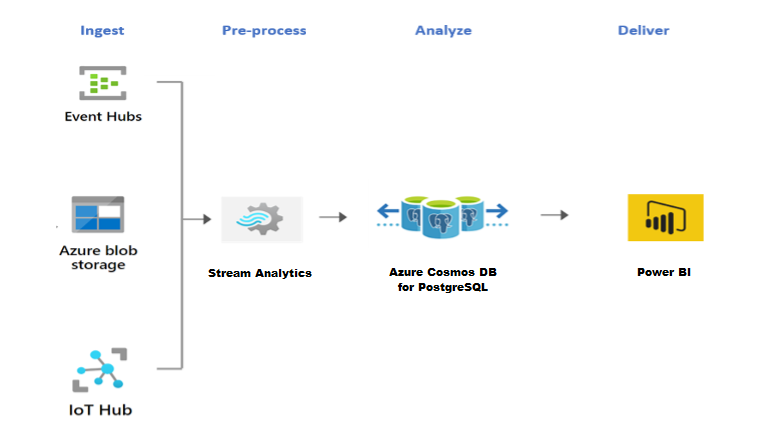 Ingest
Pre-process
Analyze
Deliver
Event Hubs
Azure blob
storage
Stream Analytics
Azure Cosmos DB
for PostgreSQL
Power BI
IoT Hub